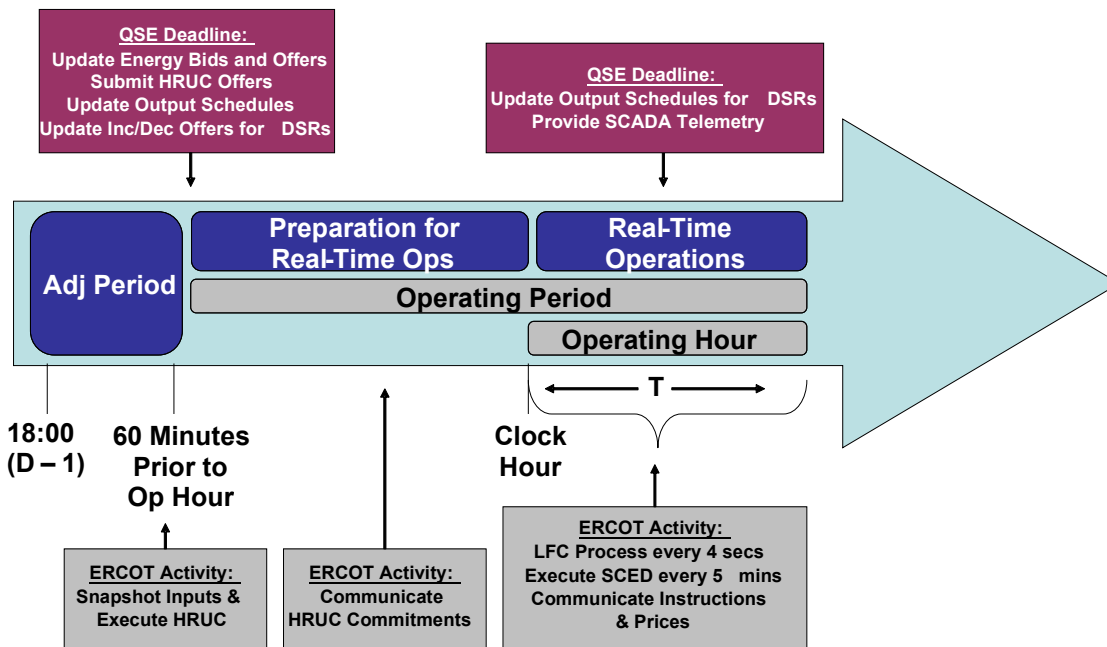 QSE Deadline:
Update Energy Bids and Offers
Submit HRUC Offers
Update Output Schedules
Update Inc/Dec Offers for DSRs
QSE Deadline:
Update Output Schedules for DSRs
Provide SCADA Telemetry
Adj Period
Preparation for
Real-Time Ops
Real-Time
Operations
Operating Period
Operating Hour
T
18:00
(D – 1)
60 Minutes
Prior to
Op Hour
Clock
Hour
ERCOT Activity:
Snapshot Inputs &
Execute HRUC
ERCOT Activity:
Communicate
HRUC Commitments
ERCOT Activity:
LFC Process every 4 secs
Execute SCED every 5 mins
Communicate Instructions
& Prices